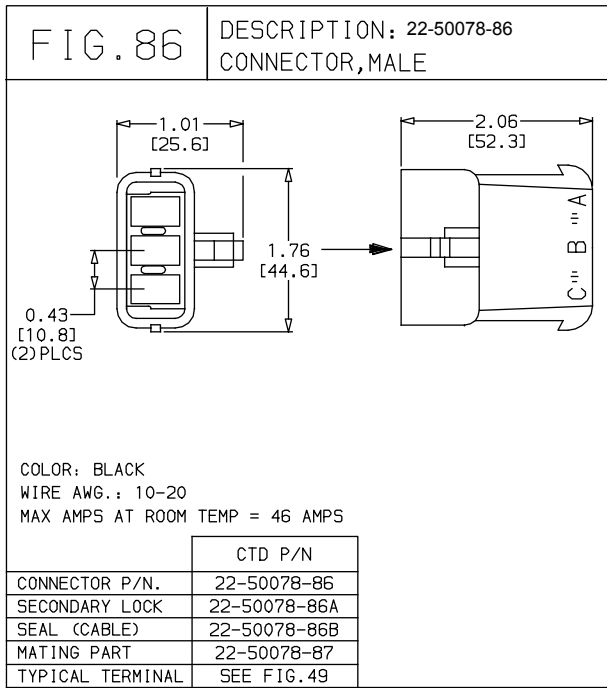 FIG.86
DESCRIPTION: 22-50078-86
CONNECTOR,MALE
1.01
[25.6]
2.06
[52.3]
1.76
[44.6]
0.43
[10.8]
(2)PLCS
C = B = A
COLOR: BLACK
WIRE AWG.: 10-20
MAX AMPS AT ROOM TEMP = 46 AMPS
CTD P/N
CONNECTOR P/N. 22-50078-86
SECONDARY LOCK 22-50078-86A
SEAL (CABLE) 22-50078-86B
MATING PART 22-50078-87
TYPICAL TERMINAL SEE FIG.49